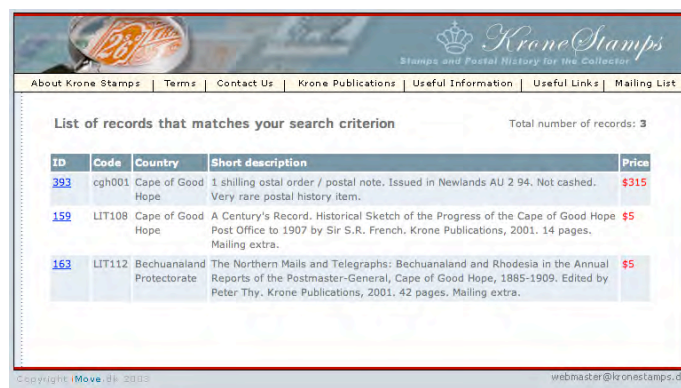 KroneStamps
Stamps and Postal History for the Collector
About Krone Stamps | Terms | Contact Us | Krone Publications | Useful Information | Useful Links | Mailing List
List of records that matches your search criterion Total number of records: 3
ID Code Country Short description Price
393 cgh001 Cape of Good 1 shilling ostal order / postal note. Issued in Newlands AU 2 94. Not cashed. $315
Hope Very rare postal history item.
159 LIT108 Cape of Good A Century's Record. Historical Sketch of the Progress of the Cape of Good Hope $5
Hope Post Office to 1907 by Sir S.R. French. Krone Publications, 2001. 14 pages.
Mailing extra.
163 LIT112 Bechuanaland The Northern Mails and Telegraphs: Bechuanaland and Rhodesia in the Annual $5
Protectorate Reports of the Postmaster-General, Cape of Good Hope, 1885-1909. Edited by
Peter Thy. Krone Publications, 2001. 42 pages. Mailing extra.
Copyright iMove.dk 2003 webmaster@kronestamps.d